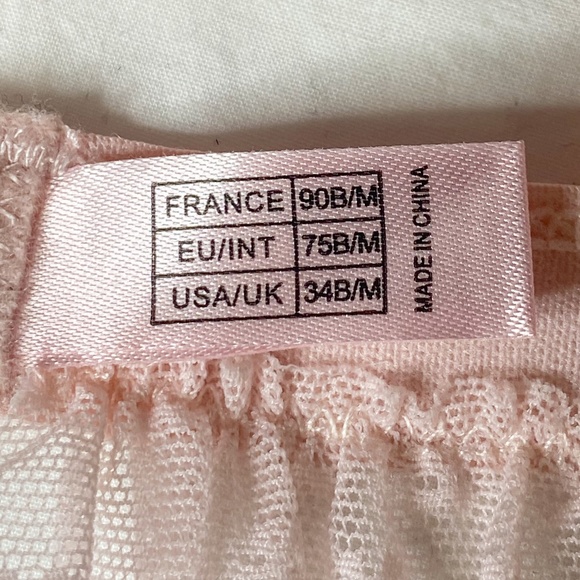 FRANCE 90B/M
EU/INT 75B/M
USA/UK 34B/M
MADE IN CHINA